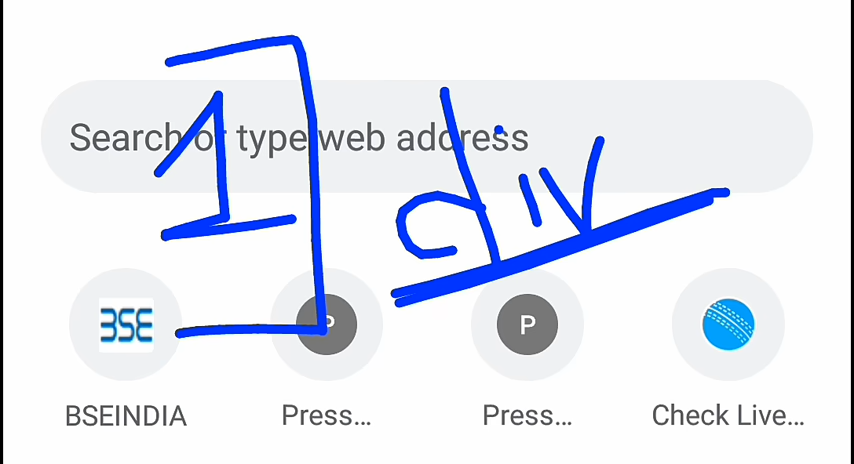 1] div
Search or type web address
BSE
P
P
BSEINDIA
Press...
Press...
Check Live...